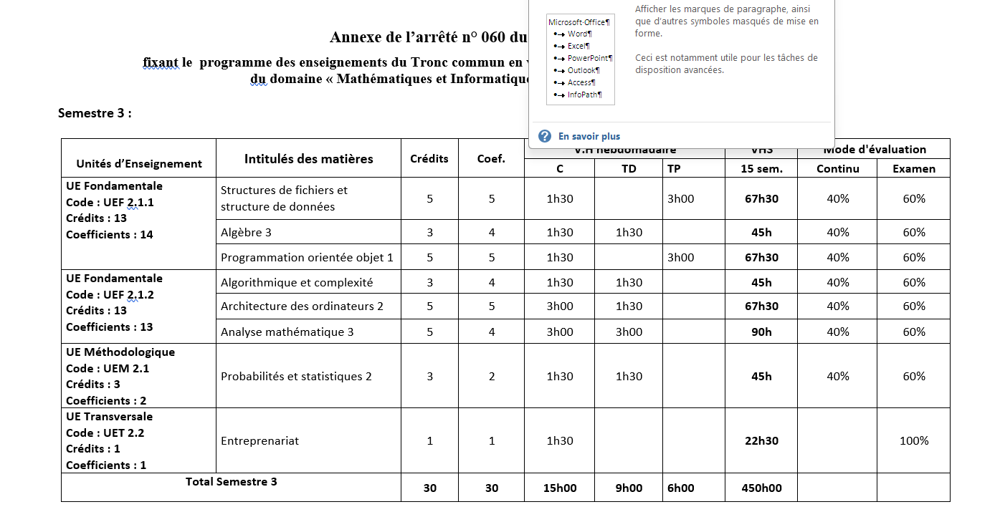 Afficher les marques de paragraphe, ainsi
que d'autres symboles masqués de mise en
forme.
Ceci est notamment utile pour les tâches de
disposition avancées.
Microsoft·Office¶
•→ Word¶
•→ Excel¶
•→ PowerPoint¶
•→ Outlook¶
•→ Access¶
•→ InfoPath¶
En savoir plus
Annexe de l'arrêté n° 060 du
fixant le programme des enseignements du Tronc commun en
du domaine « Mathématiques et Informatique
Semestre 3 :
Unités d'Enseignement Intitulés des matières Crédits Coef. V.H hebdomadaire VHS Mode d'évaluation
C TD TP 15 sem. Continu Examen
UE Fondamentale
Code : UEF 2.1.1
Crédits : 13
Coefficients : 14
Structures de fichiers et
structure de données
5 5 1h30 3h00 67h30 40% 60%
Algèbre 3 3 4 1h30 1h30 45h 40% 60%
Programmation orientée objet 1 5 5 1h30 3h00 67h30 40% 60%
UE Fondamentale
Code : UEF 2.1.2
Crédits : 13
Coefficients : 13
Algorithmique et complexité 3 4 1h30 1h30 45h 40% 60%
Architecture des ordinateurs 2 5 5 3h00 1h30 67h30 40% 60%
Analyse mathématique 3 5 4 3h00 3h00 90h 40% 60%
UE Méthodologique
Code : UEM 2.1
Crédits : 3
Coefficients : 2
Probabilités et statistiques 2 3 2 1h30 1h30 45h 40% 60%
UE Transversale
Code : UET 2.2
Crédits : 1
Coefficients : 1
Entreprenariat 1 1 1h30 22h30 100%
Total Semestre 3 30 30 15h00 9h00 6h00 450h00